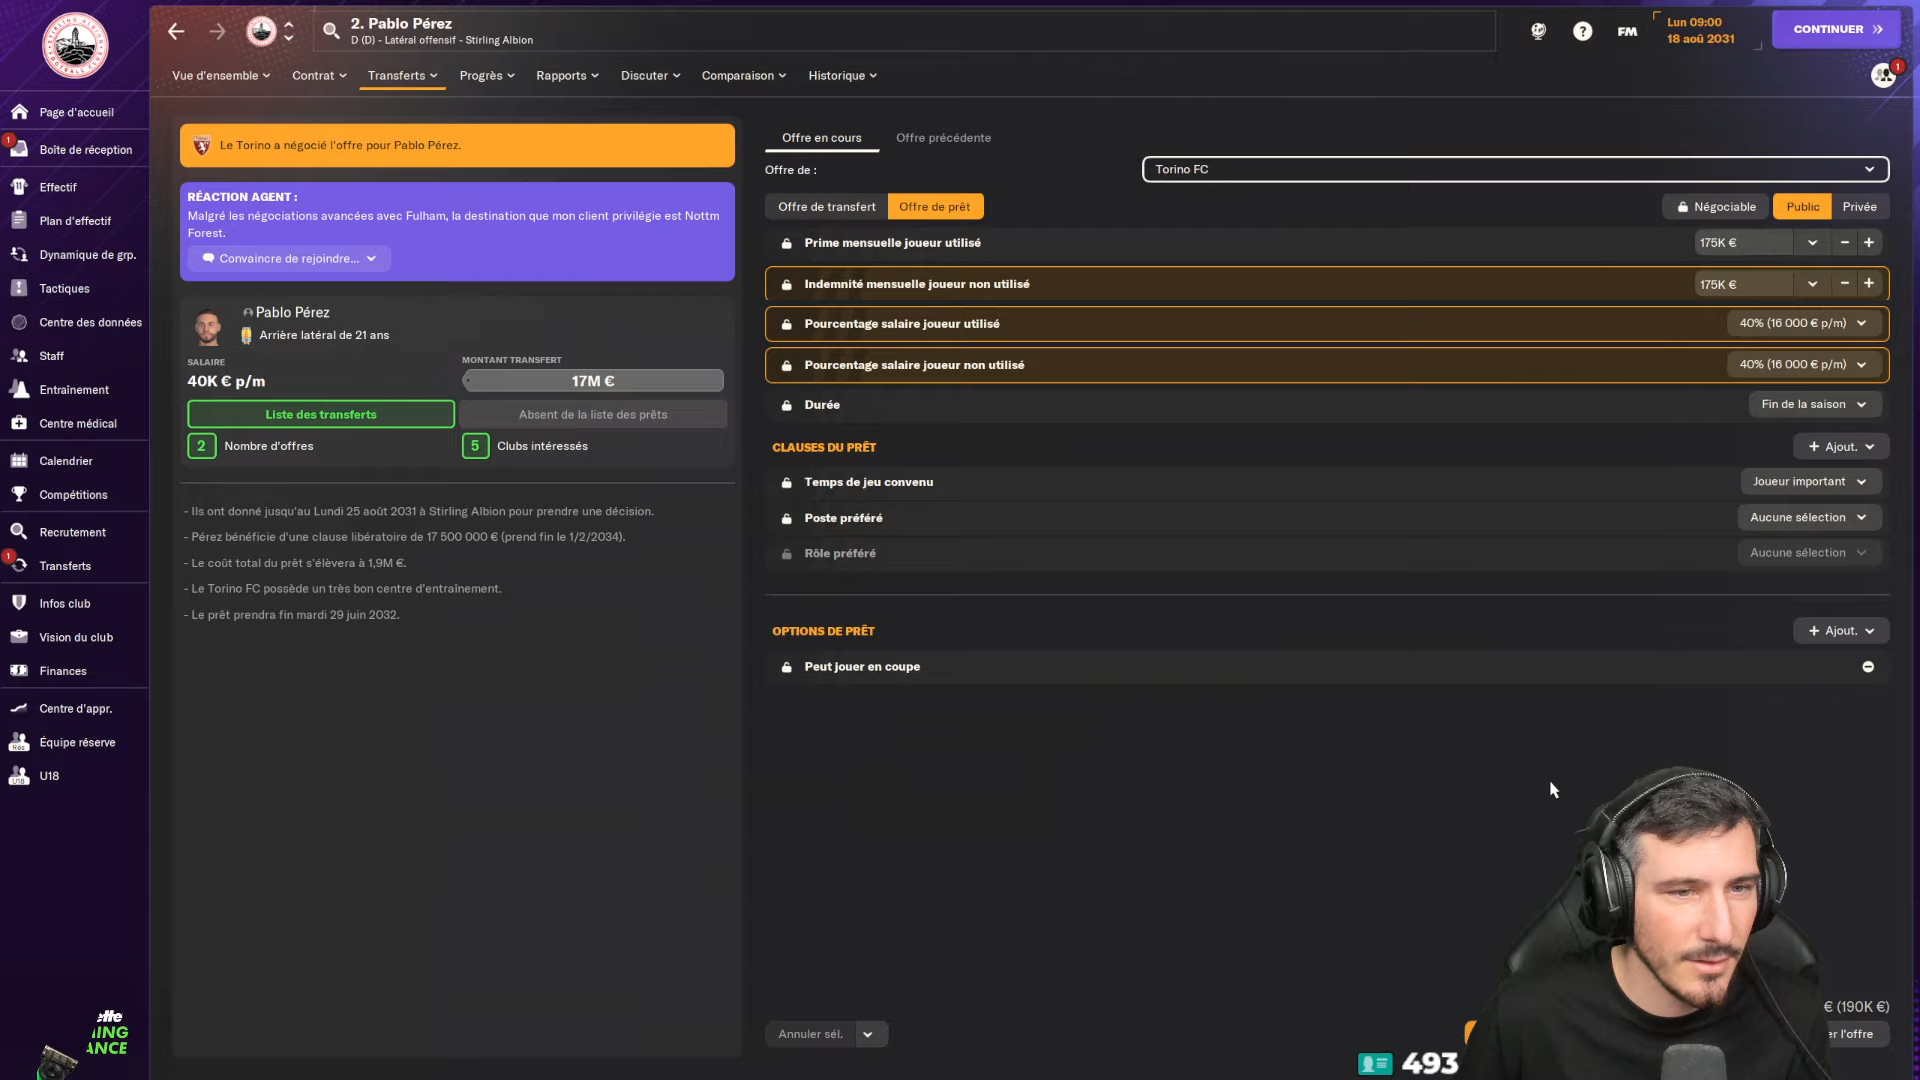 2. Pablo Pérez
D (D) - Latéral offensif - Stirling Albion
FM
Lun 09:00
18 aoû 2031
CONTINUER
Vue d'ensemble
Contrat
Transferts
Progrès
Rapports
Discuter
Comparaison
Historique
1
Page d'accueil
1
Boîte de réception
Effectif
Plan d'effectif
Dynamique de grp.
Tactiques
Centre des données
Staff
Entraînement
Centre médical
Calendrier
Compétitions
Recrutement
1
Transferts
Infos club
Vision du club
Finances
Centre d'appr.
Équipe réserve
U18
Le Torino a négocié l'offre pour Pablo Pérez.
RÉACTION AGENT :
Malgré les négociations avancées avec Fulham, la destination que mon client privilégie est Nottm
Forest.
Convaincre de rejoindre...
Pablo Pérez
Arrière latéral de 21 ans
SALAIRE
40K € p/m
MONTANT TRANSFERT
17M €
Liste des transferts
Absent de la liste des prêts
2 Nombre d'offres
5 Clubs intéressés
- Ils ont donné jusqu'au Lundi 25 août 2031 à Stirling Albion pour prendre une décision.
- Pérez bénéficie d'une clause libératoire de 17 500 000 € (prend fin le 1/2/2034).
- Le coût total du prêt s'élèvera à 1,9M €.
- Le Torino FC possède un très bon centre d'entraînement.
- Le prêt prendra fin mardi 29 juin 2032.
Offre en cours
Offre précédente
Offre de :
Torino FC
Offre de transfert
Offre de prêt
Négociable
Public
Privée
Prime mensuelle joueur utilisé
175K €
Indemnité mensuelle joueur non utilisé
175K €
Pourcentage salaire joueur utilisé
40% (16 000 € p/m)
Pourcentage salaire joueur non utilisé
40% (16 000 € p/m)
Durée
Fin de la saison
CLAUSES DU PRÊT
+ Ajout.
Temps de jeu convenu
Joueur important
Poste préféré
Aucune sélection
Rôle préféré
Aucune sélection
OPTIONS DE PRÊT
+ Ajout.
Peut jouer en coupe
Annuler sél.
€ (190K €)
er l'offre
493